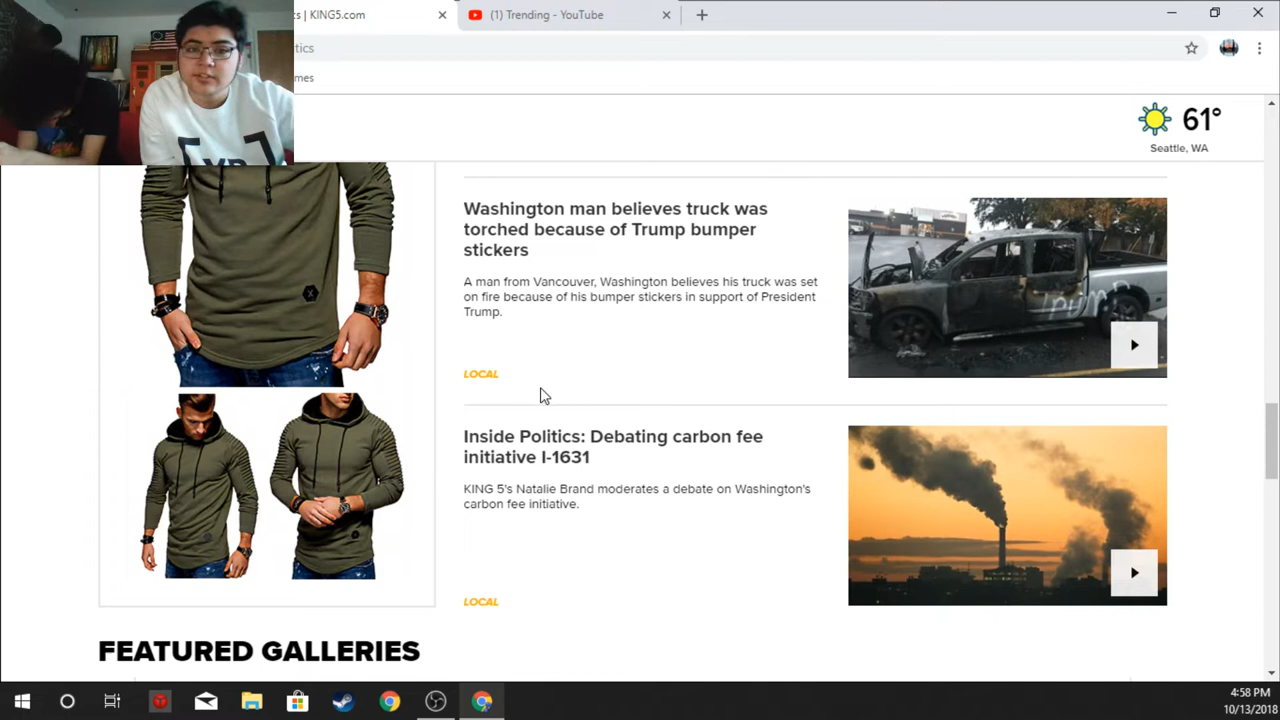 cs | KING5.com
(1) Trending - YouTube
tics
mes
61°
Seattle, WA
Washington man believes truck was
torched because of Trump bumper
stickers
A man from Vancouver, Washington believes his truck was set
on fire because of his bumper stickers in support of President
Trump.
LOCAL
TRUMP
Inside Politics: Debating carbon fee
initiative I-1631
KING 5's Natalie Brand moderates a debate on Washington's
carbon fee initiative.
LOCAL
FEATURED GALLERIES
4:58 PM
10/13/2018